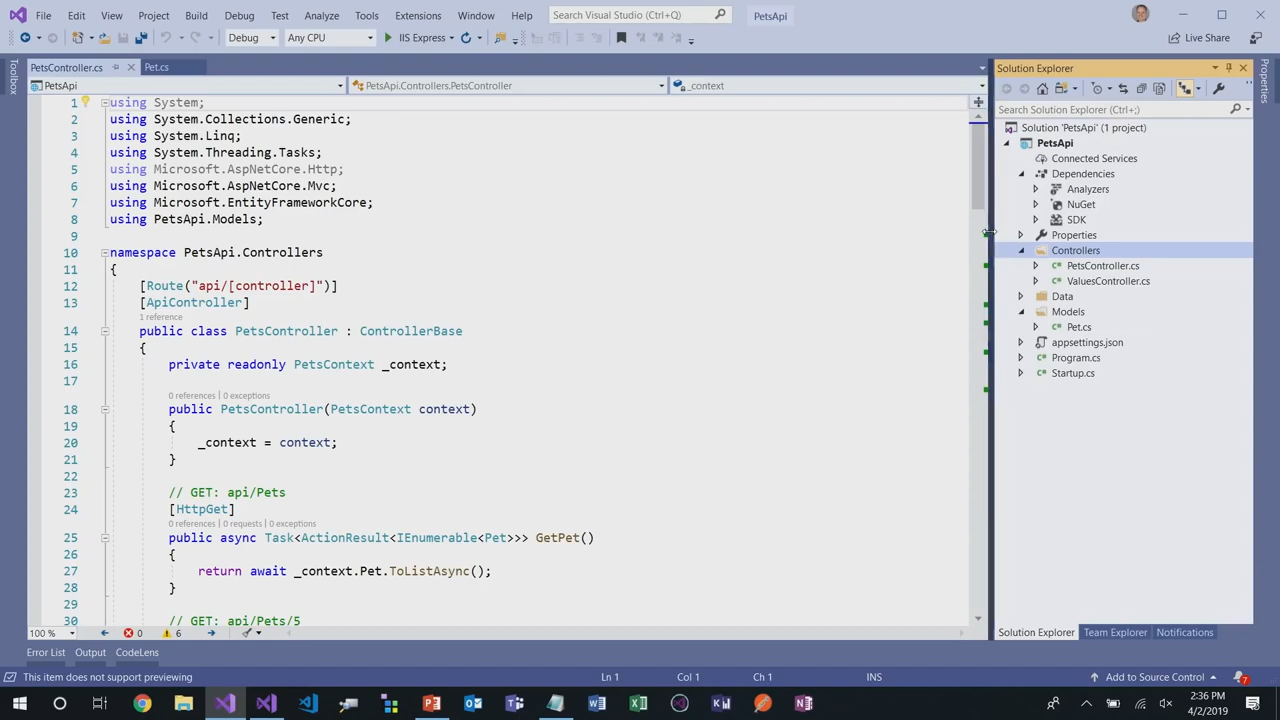 File Edit View Project Build Debug Test Analyze Tools Extensions Window Help Search Visual Studio (Ctrl+Q) PetsApi
Debug Any CPU IIS Express Live Share
PetsController.cs Pet.cs
PetsApi PetsApi.Controllers.PetsController _context
Toolbox
1 using System;
2 using System.Collections.Generic;
3 using System.Linq;
4 using System.Threading.Tasks;
5 using Microsoft.AspNetCore.Http;
6 using Microsoft.AspNetCore.Mvc;
7 using Microsoft.EntityFrameworkCore;
8 using PetsApi.Models;
9
10 namespace PetsApi.Controllers
11 {
12 [Route("api/[controller]")]
13 [ApiController]
1 reference
14 public class PetsController : ControllerBase
15 {
16 private readonly PetsContext _context;
17
0 references | 0 exceptions
18 public PetsController(PetsContext context)
19 {
20 _context = context;
21 }
22
23 // GET: api/Pets
24 [HttpGet]
0 references | 0 requests | 0 exceptions
25 public async Task<ActionResult<IEnumerable<Pet>>> GetPet()
26 {
27 return await _context.Pet.ToListAsync();
28 }
29
30 // GET: api/Pets/5
100 % 0 6
Solution Explorer
Search Solution Explorer (Ctrl+;)
Solution 'PetsApi' (1 project)
PetsApi
Connected Services
Dependencies
Analyzers
NuGet
SDK
Properties
Controllers
PetsController.cs
ValuesController.cs
Data
Models
Pet.cs
appsettings.json
Program.cs
Startup.cs
Solution Explorer Team Explorer Notifications
Properties
Error List Output CodeLens
This item does not support previewing Ln 1 Col 1 Ch 1 INS Add to Source Control 7
2:36 PM
4/2/2019